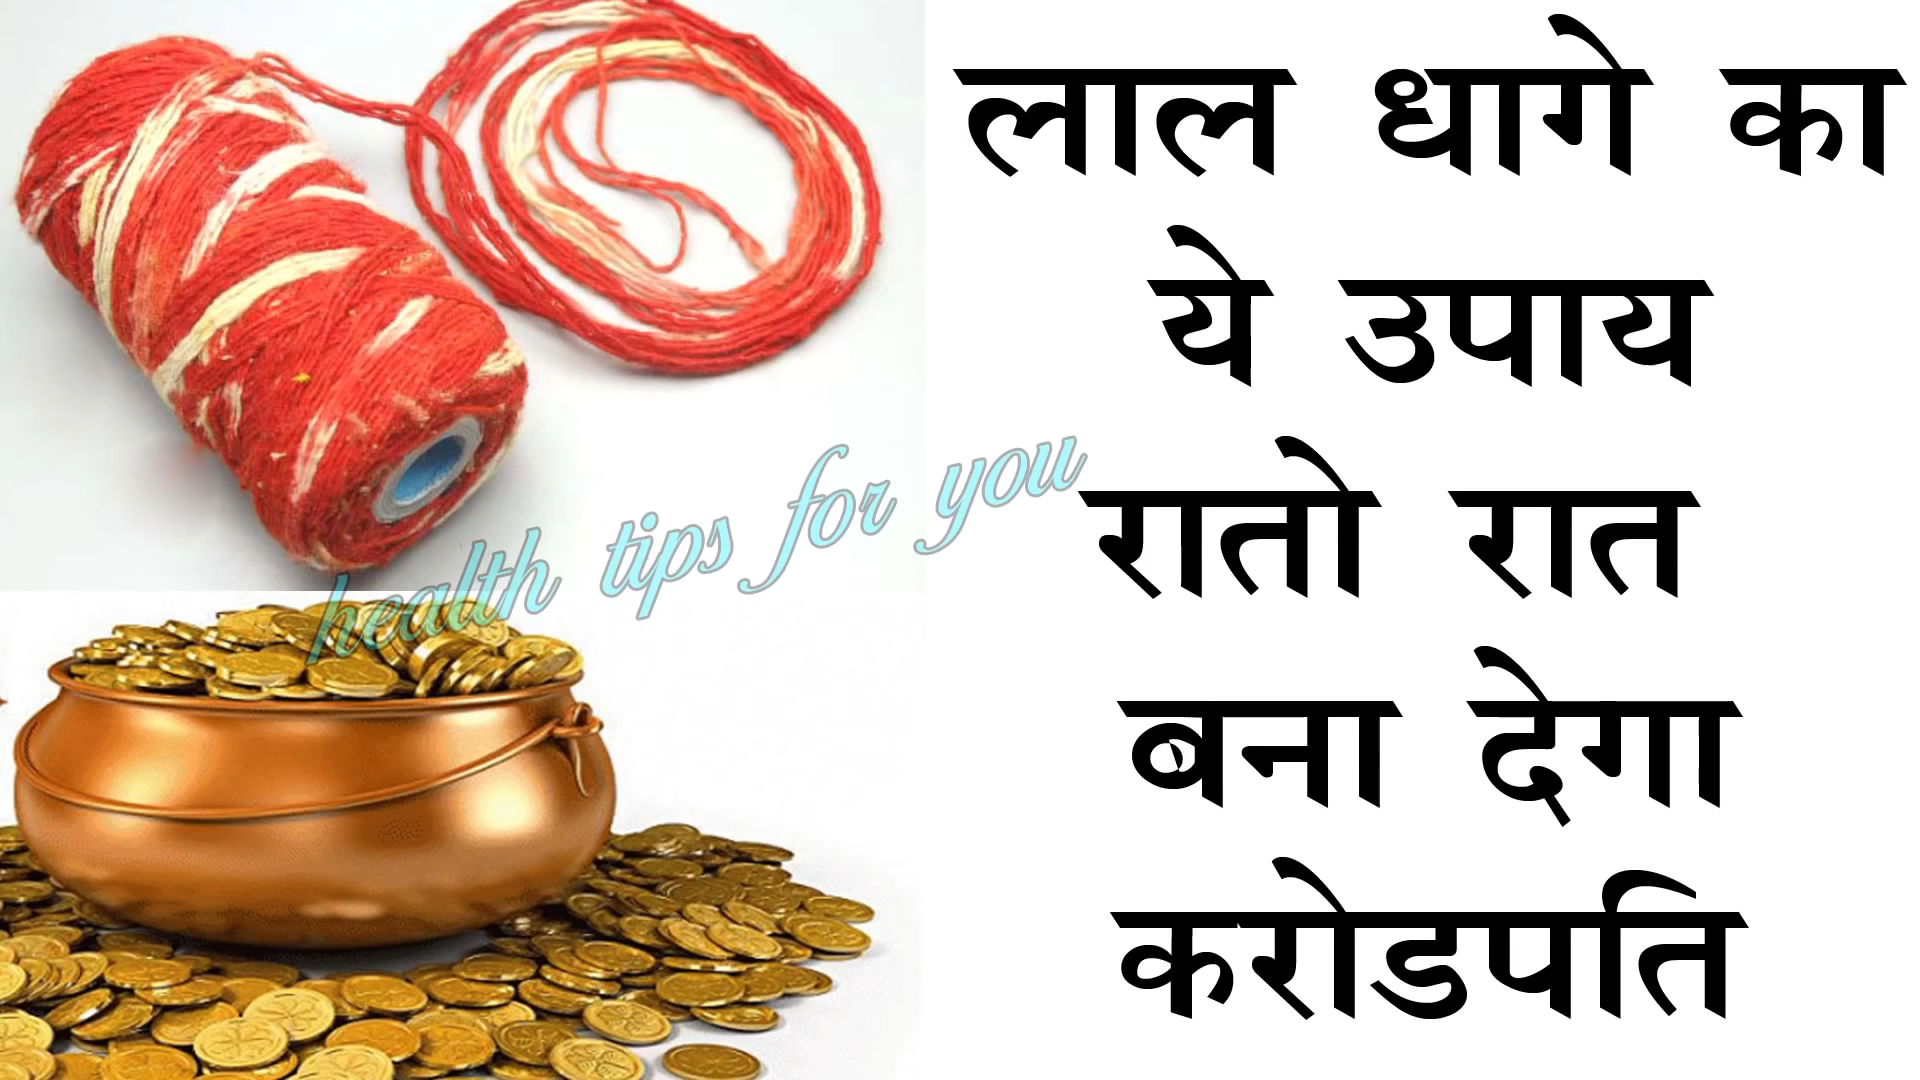 लाल धागे का
ये उपाय
रातो रात
बना देगा
करोडपति
health tips for you